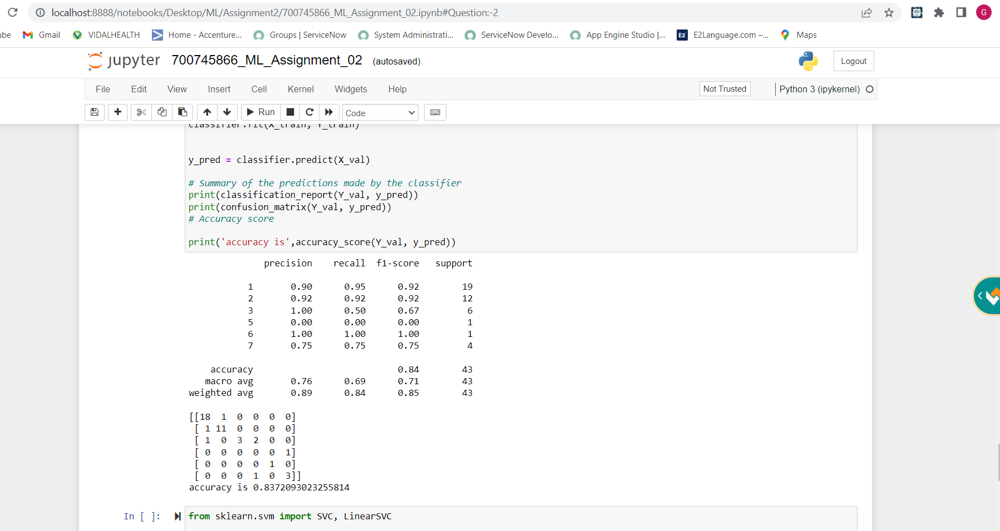 localhost:8888/notebooks/Desktop/ML/Assignment2/700745866_ML_Assignment_02.ipynb#Question:-2
G
Gmail VIDALHEALTH Home - Accenture... Groups | ServiceNow System Administrati... ServiceNow Develo... App Engine Studio |... E2 E2Language.com –... Maps
jupyter 700745866_ML_Assignment_02 (autosaved)
Logout
File Edit View Insert Cell Kernel Widgets Help
Not Trusted
Python 3 (ipykernel)
Run
Code
classifier.fit(X_train, Y_train)
y_pred = classifier.predict(X_val)
# Summary of the predictions made by the classifier
print(classification_report(Y_val, y_pred))
print(confusion_matrix(Y_val, y_pred))
# Accuracy score
print('accuracy is',accuracy_score(Y_val, y_pred))
precision recall f1-score support
1 0.90 0.95 0.92 19
2 0.92 0.92 0.92 12
3 1.00 0.50 0.67 6
5 0.00 0.00 0.00 1
6 1.00 1.00 1.00 1
7 0.75 0.75 0.75 4
accuracy 0.84 43
macro avg 0.76 0.69 0.71 43
weighted avg 0.89 0.84 0.85 43
[[18 1 0 0 0 0]
[ 1 11 0 0 0 0]
[ 1 0 3 2 0 0]
[ 0 0 0 0 0 1]
[ 0 0 0 0 1 0]
[ 0 0 0 1 0 3]]
accuracy is 0.8372093023255814
In [ ]:
from sklearn.svm import SVC, LinearSVC